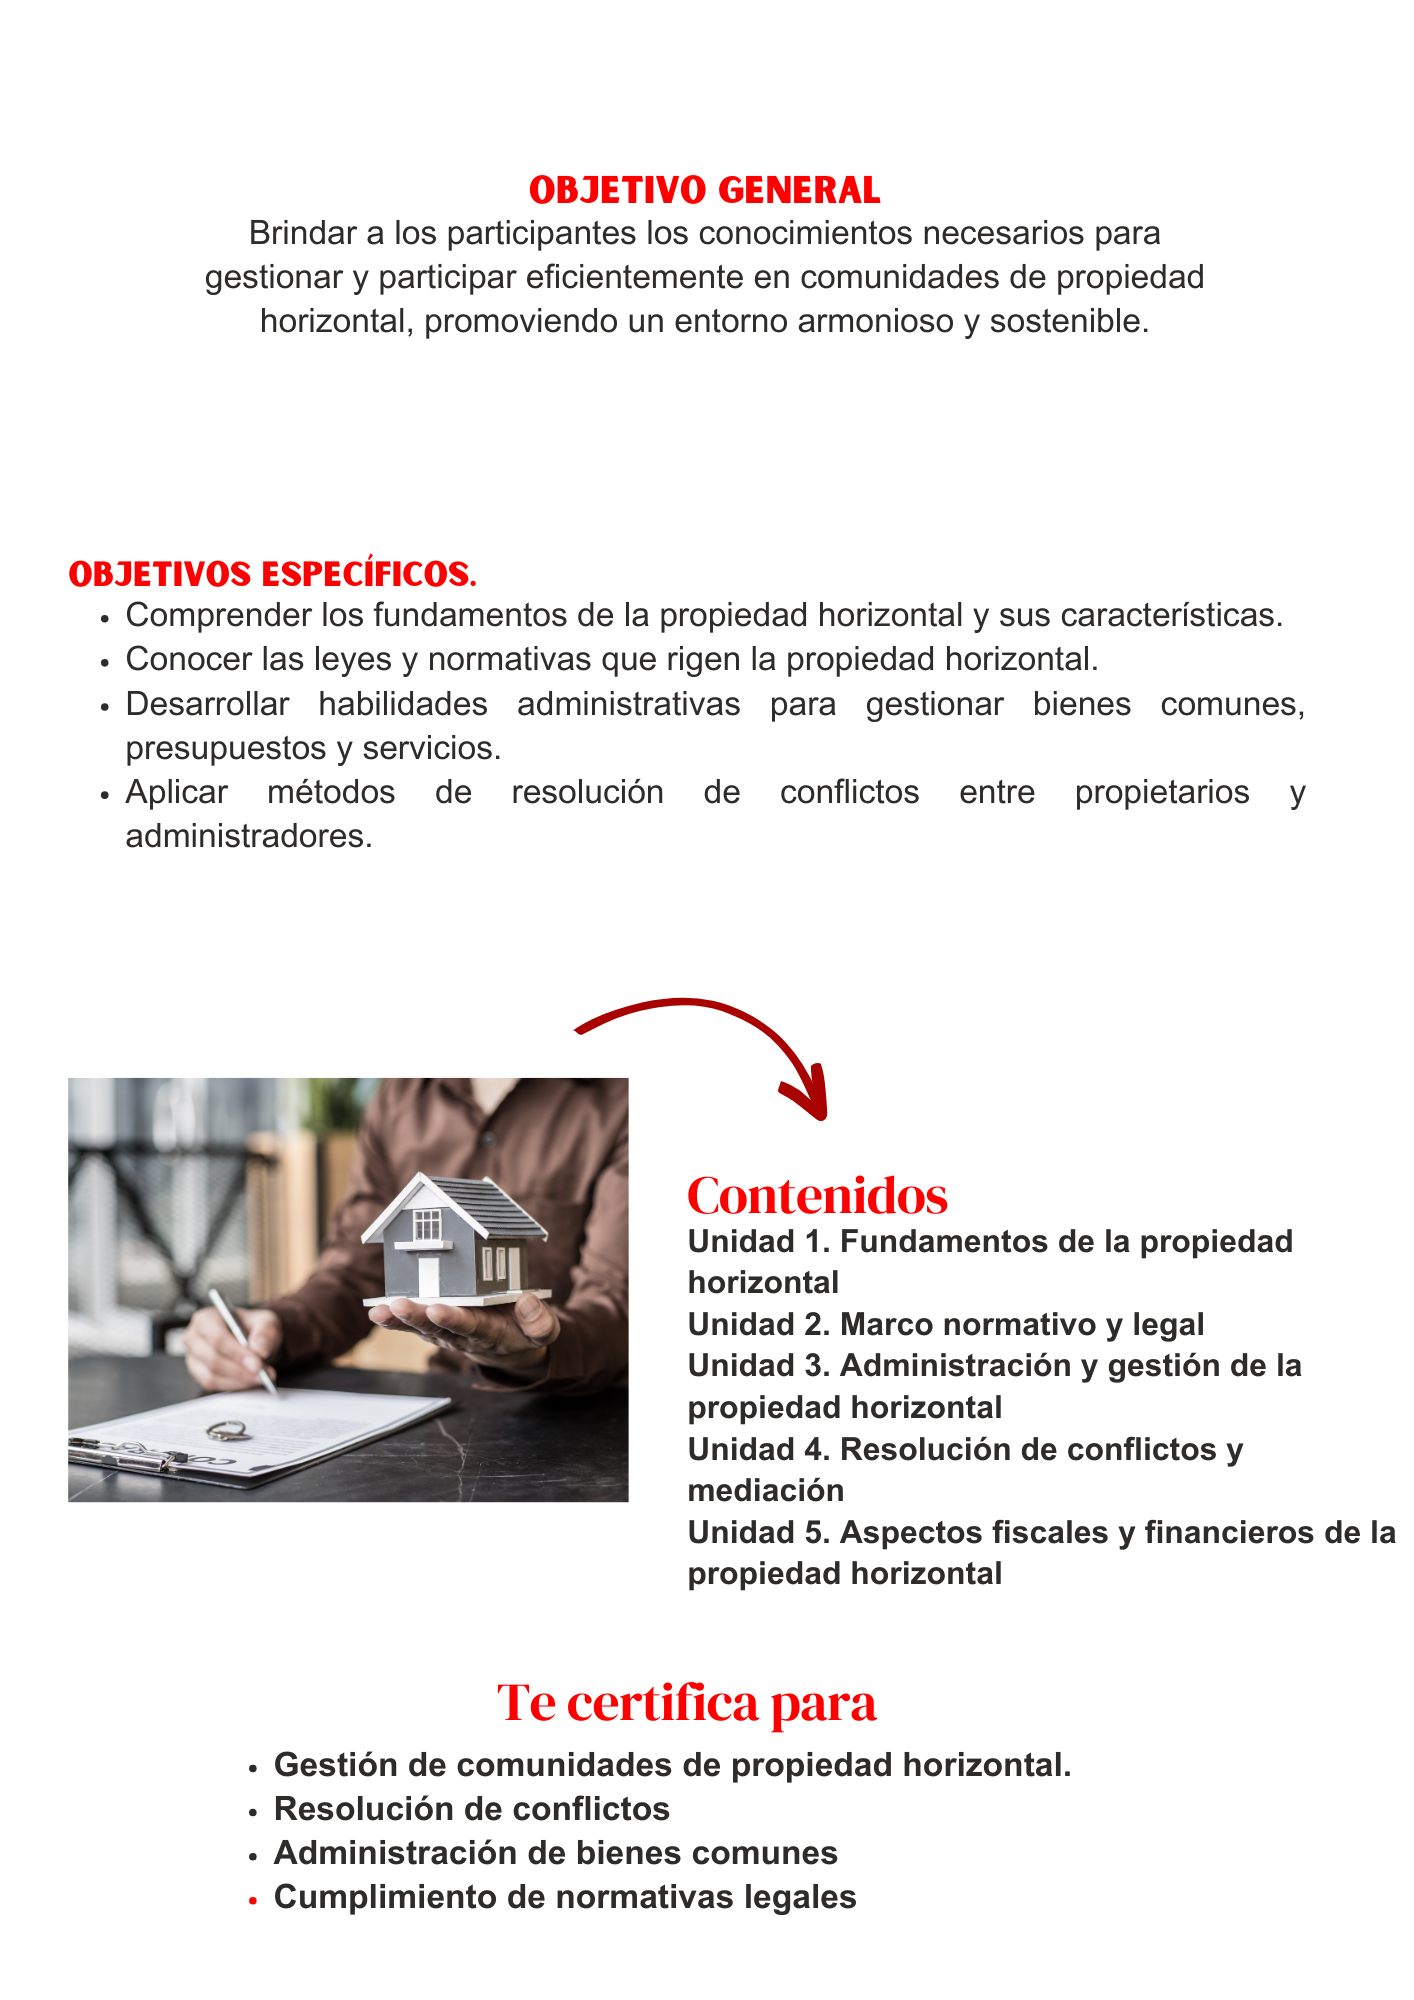 OBJETIVO GENERAL
Brindar a los participantes los conocimientos necesarios para
gestionar y participar eficientemente en comunidades de propiedad
horizontal, promoviendo un entorno armonioso y sostenible.
OBJETIVOS ESPECÍFICOS.
• Comprender los fundamentos de la propiedad horizontal y sus características.
• Conocer las leyes y normativas que rigen la propiedad horizontal.
• Desarrollar habilidades administrativas para gestionar bienes comunes,
presupuestos y servicios.
• Aplicar métodos de resolución de conflictos entre propietarios y
administradores.
Contenidos
Unidad 1. Fundamentos de la propiedad
horizontal
Unidad 2. Marco normativo y legal
Unidad 3. Administración y gestión de la
propiedad horizontal
Unidad 4. Resolución de conflictos y
mediación
Unidad 5. Aspectos fiscales y financieros de la
propiedad horizontal
Te certifica para
• Gestión de comunidades de propiedad horizontal.
• Resolución de conflictos
• Administración de bienes comunes
• Cumplimiento de normativas legales